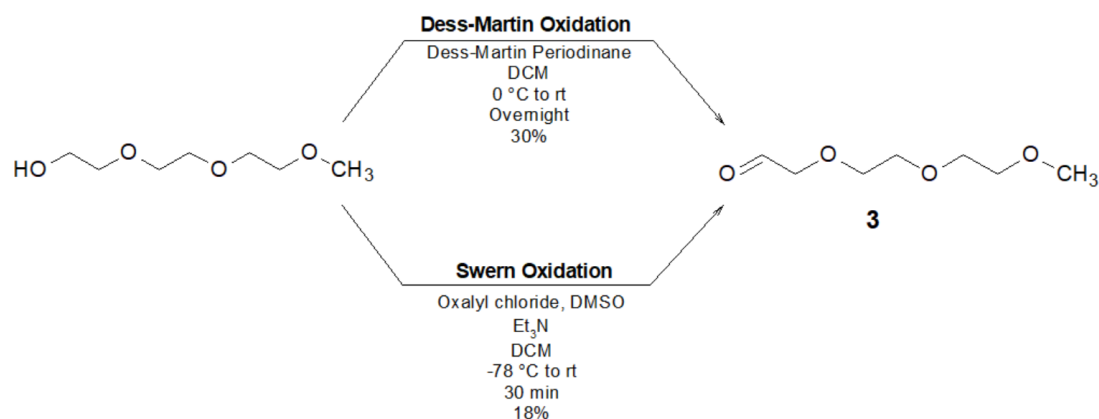 Dess-Martin Oxidation
Dess-Martin Periodinane
DCM
0 °C to rt
Overnight
30%
HO O O O CH3
O O O O CH3
3
Swern Oxidation
Oxalyl chloride, DMSO
Et3N
DCM
-78 °C to rt
30 min
18%